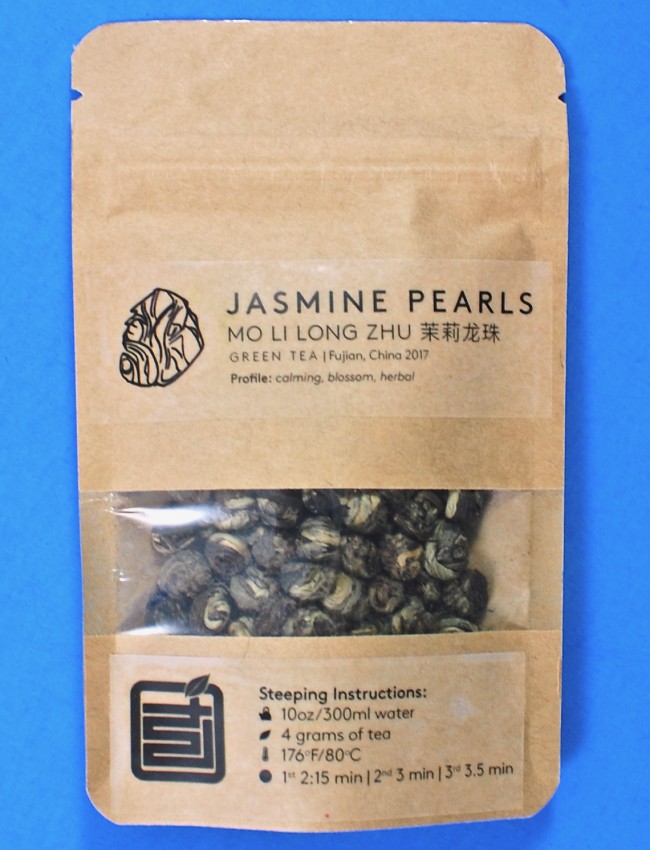 JASMINE PEARLS
MO LI LONG ZHU 茉莉龙珠
GREEN TEA | Fujian, China 2017
Profile: calming, blossom, herbal
Steeping Instructions:
10oz/300ml water
4 grams of tea
176°F/80°C
1st 2:15 min | 2nd 3 min | 3rd 3.5 min